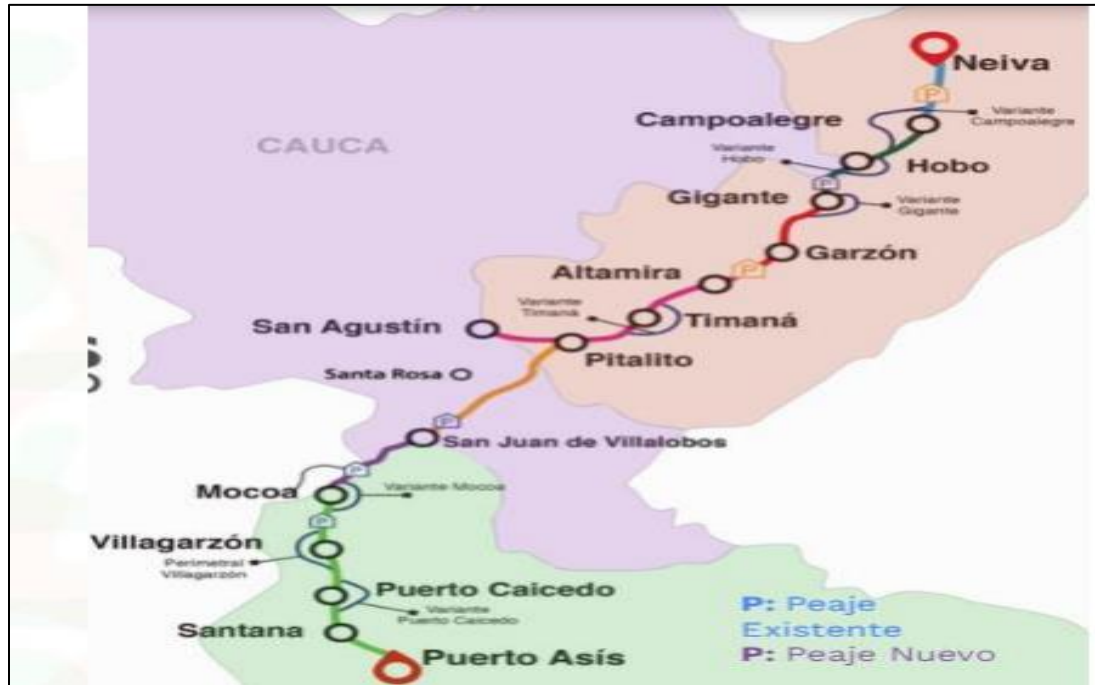 Neiva
P
Variante
Campoalegre
Campoalegre
CAUCA
Variante
Hobo
Hobo
P
Gigante
Variante
Gigante
Garzón
P
Altamira
Variante
Timaná
Timaná
San Agustín
Pitalito
Santa Rosa
P
San Juan de Villalobos
P
Mocoa
Variante Mocoa
P
Villagarzón
Perimetral
Villagarzón
Puerto Caicedo
Variante
Puerto Caicedo
Santana
Puerto Asís
P: Peaje
Existente
P: Peaje Nuevo